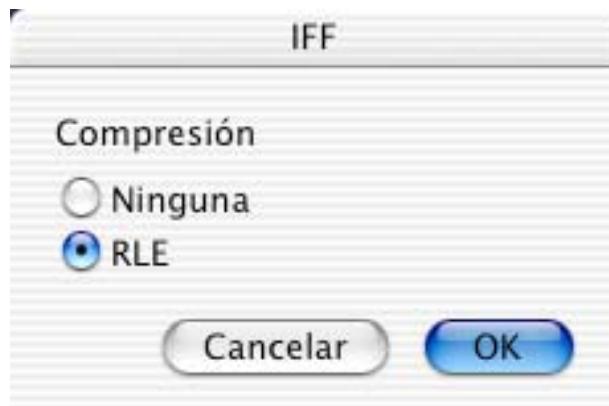 IFF
Compresión
Ninguna
RLE
Cancelar OK